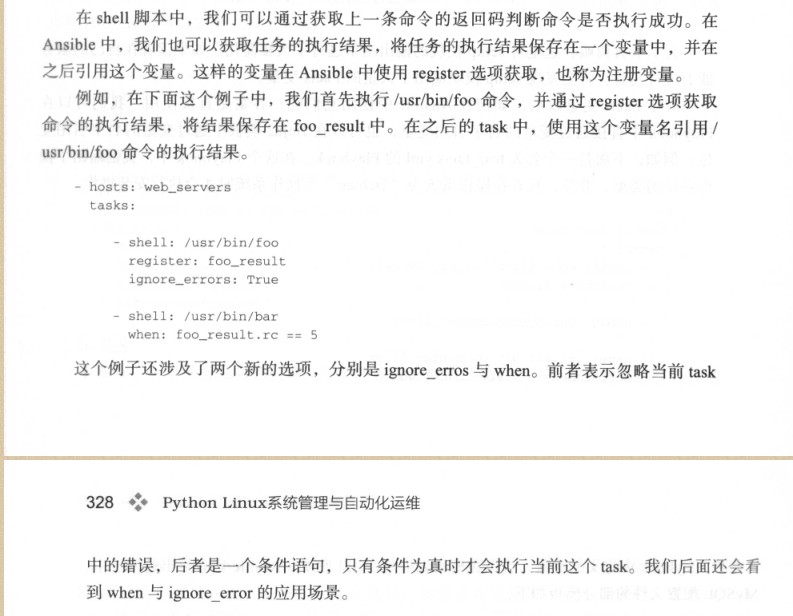 在 shell 脚本中，我们可以通过获取上一条命令的返回码判断命令是否执行成功。在
Ansible 中，我们也可以获取任务的执行结果，将任务的执行结果保存在一个变量中，并在
之后引用这个变量。这样的变量在 Ansible 中使用 register 选项获取，也称为注册变量。
例如，在下面这个例子中，我们首先执行 /usr/bin/foo 命令，并通过 register 选项获取
命令的执行结果，将结果保存在 foo_result 中。在之后的 task 中，使用这个变量名引用 /
usr/bin/foo 命令的执行结果。
- hosts: web_servers
  tasks:
    - shell: /usr/bin/foo
      register: foo_result
      ignore_errors: True
    - shell: /usr/bin/bar
      when: foo_result.rc == 5
这个例子还涉及了两个新的选项，分别是 ignore_erros 与 when。前者表示忽略当前 task
328 Python Linux系统管理与自动化运维
中的错误，后者是一个条件语句，只有条件为真时才会执行当前这个 task。我们后面还会看
到 when 与 ignore_error 的应用场景。